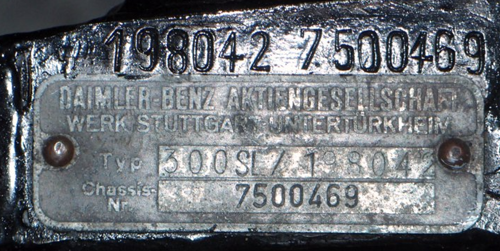 198042 7500469
DAIMLER-BENZ AKTIENGESELLSCHAFT
WERK STUTTGART-UNTERTÜRKHEIM
Typ 300SL/198042
Chassis-Nr. 7500469